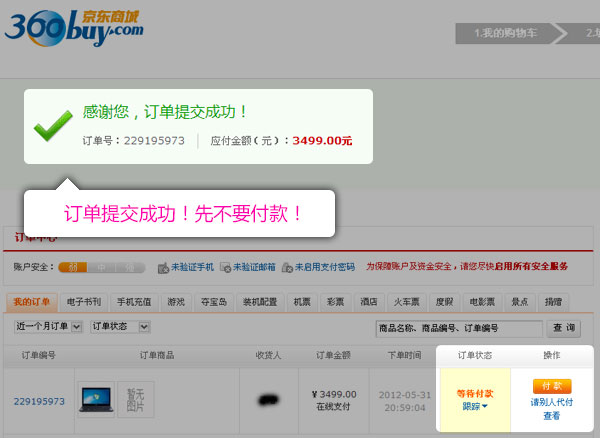 京东商城
360buy.com
1.我的购物车
2.
感谢您，订单提交成功！
订单号：229195973 应付金额（元）：3499.00元
订单提交成功！先不要付款！
订单中心
账户安全： 弱 中 强 未验证手机 未验证邮箱 未启用支付密码 为保障账户及资金安全，请您尽快启用所有安全服务
我的订单 电子书刊 手机充值 游戏 夺宝岛 装机配置 机票 彩票 酒店 火车票 度假 电影票 景点 捐赠
近一个月订单 订单状态 商品名称、商品编号、订单编号 查 询
订单编号 订单商品 收货人 订单金额 下单时间 订单状态 操作
229195973 暂无图片 ¥3499.00 2012-05-31 等待付款 付 款
在线支付 20:59:04 跟踪 请别人代付
查看